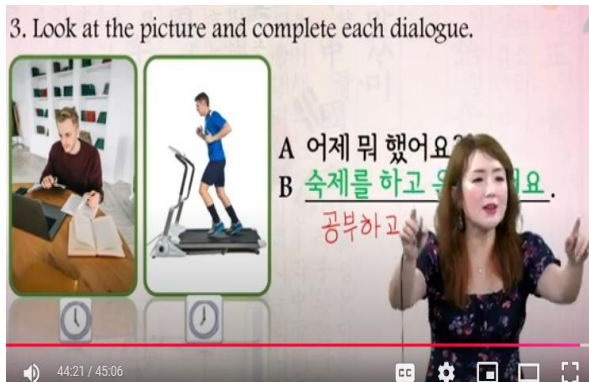 3. Look at the picture and complete each dialogue.
A 어제 뭐 했어요?
B 숙제를 하고 요.
공부하고
44:21 / 45:06
CC